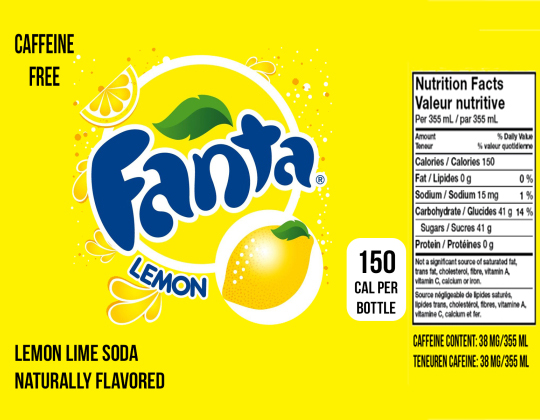 CAFFEINE
FREE
Fanta®
LEMON
LEMON LIME SODA
NATURALLY FLAVORED
150
CAL PER
BOTTLE
Nutrition Facts
Valeur nutritive
Per 355 mL / par 355 mL
Amount % Daily Value
Teneur % valeur quotidienne
Calories / Calories 150
Fat / Lipides 0 g 0 %
Sodium / Sodium 15 mg 1 %
Carbohydrate / Glucides 41 g 14 %
Sugars / Sucres 41 g
Protein / Protéines 0 g
Not a significant source of saturated fat,
trans fat, cholesterol, fibre, vitamin A,
vitamin C, calcium or iron.
Source négligeable de lipides saturés,
lipides trans, cholestérol, fibres, vitamine A,
vitamine C, calcium et fer.
CAFFEINE CONTENT: 38 MG/355 ML
TENEUREN CAFEINE: 38 MG/355 ML